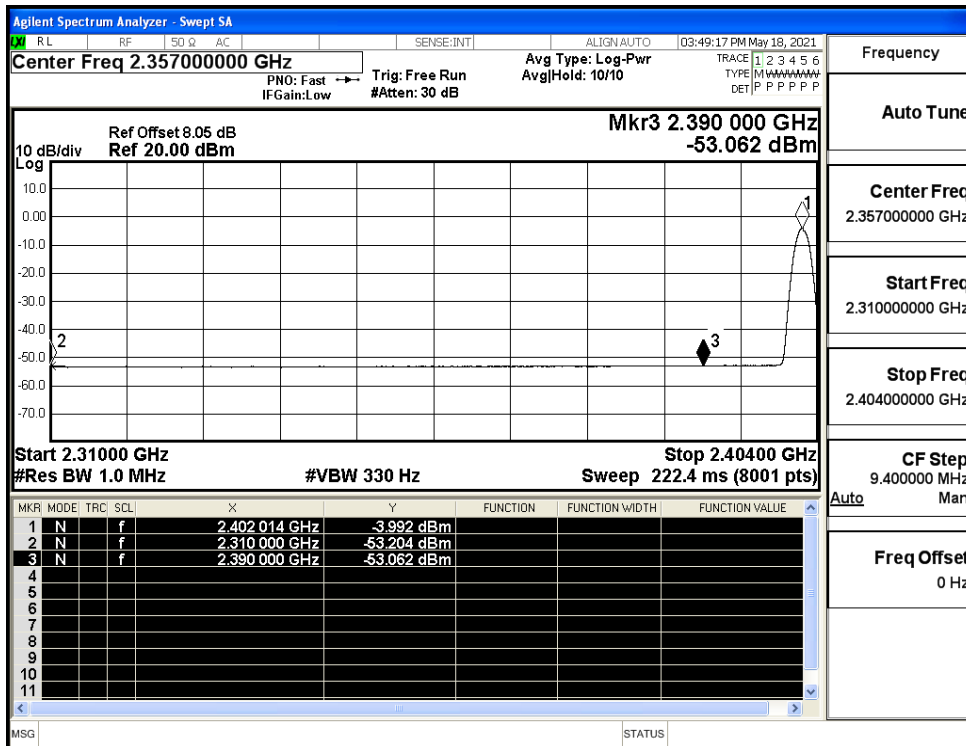 Agilent Spectrum Analyzer - Swept SA
LXI RL RF 50 Ω AC SENSE:INT ALIGN AUTO 03:49:17 PM May 18, 2021
Center Freq 2.357000000 GHz
PNO: Fast
IFGain:Low
Trig: Free Run
#Atten: 30 dB
Avg Type: Log-Pwr
Avg|Hold: 10/10
TRACE 1 2 3 4 5 6
TYPE M W W W W W
DET P P P P P P
Ref Offset 8.05 dB
Ref 20.00 dBm
10 dB/div
Log
Mkr3 2.390 000 GHz
-53.062 dBm
10.0
0.00
-10.0
-20.0
-30.0
-40.0
-50.0
-60.0
-70.0
1
2
3
Start 2.31000 GHz Stop 2.40400 GHz
#Res BW 1.0 MHz #VBW 330 Hz Sweep 222.4 ms (8001 pts)
MKR MODE TRC SCL X Y FUNCTION FUNCTION WIDTH FUNCTION VALUE
1 N f 2.402 014 GHz -3.992 dBm
2 N f 2.310 000 GHz -53.204 dBm
3 N f 2.390 000 GHz -53.062 dBm
4
5
6
7
8
9
10
11
MSG STATUS
Frequency
Auto Tune
Center Freq
2.357000000 GHz
Start Freq
2.310000000 GHz
Stop Freq
2.404000000 GHz
CF Step
9.400000 MHz
Auto Man
Freq Offset
0 Hz